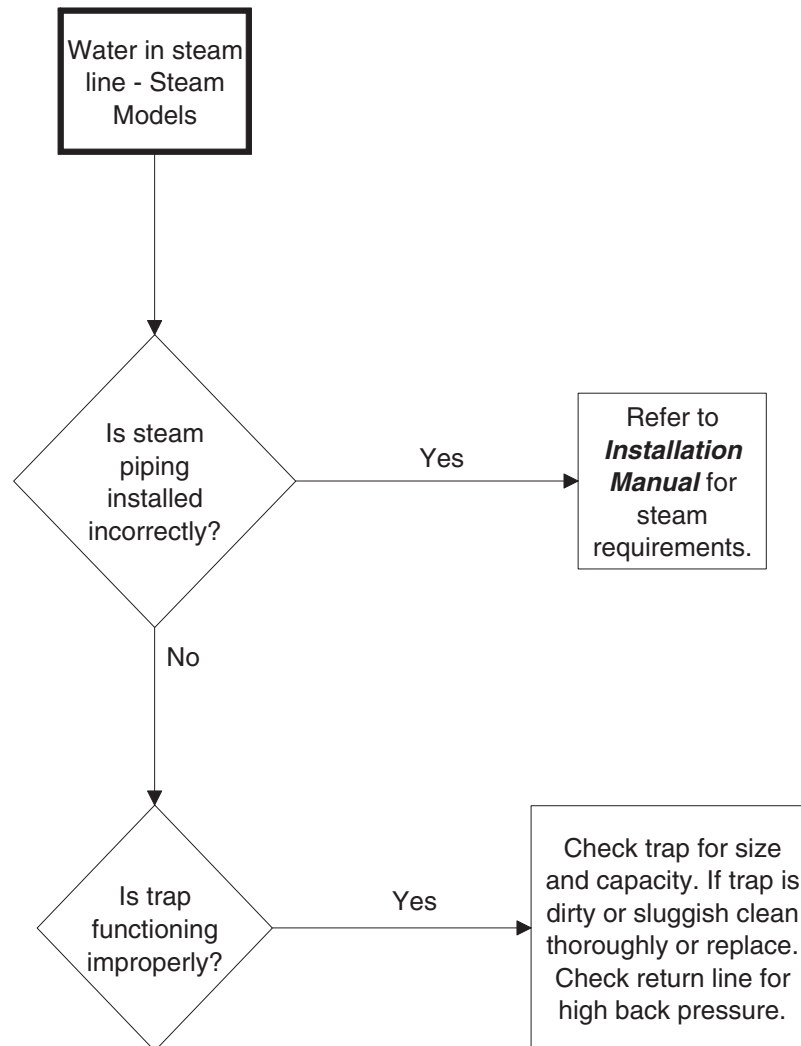 Water in steam
line - Steam
Models
Is steam
piping
installed
incorrectly?
Yes
Refer to
Installation
Manual for
steam
requirements.
No
Is trap
functioning
improperly?
Yes
Check trap for size
and capacity. If trap is
dirty or sluggish clean
thoroughly or replace.
Check return line for
high back pressure.